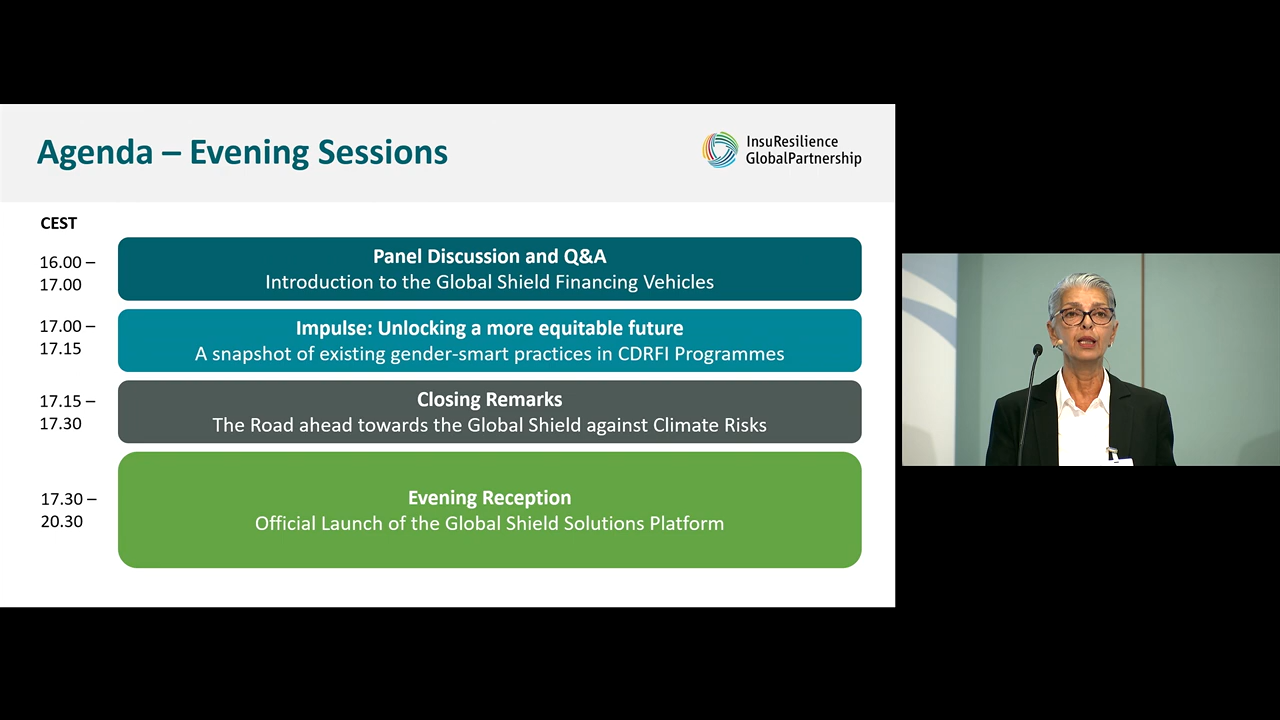 Agenda – Evening Sessions
InsuResilience
GlobalPartnership
CEST
16.00 –
17.00
Panel Discussion and Q&A
Introduction to the Global Shield Financing Vehicles
17.00 –
17.15
Impulse: Unlocking a more equitable future
A snapshot of existing gender-smart practices in CDRFI Programmes
17.15 –
17.30
Closing Remarks
The Road ahead towards the Global Shield against Climate Risks
17.30 –
20.30
Evening Reception
Official Launch of the Global Shield Solutions Platform